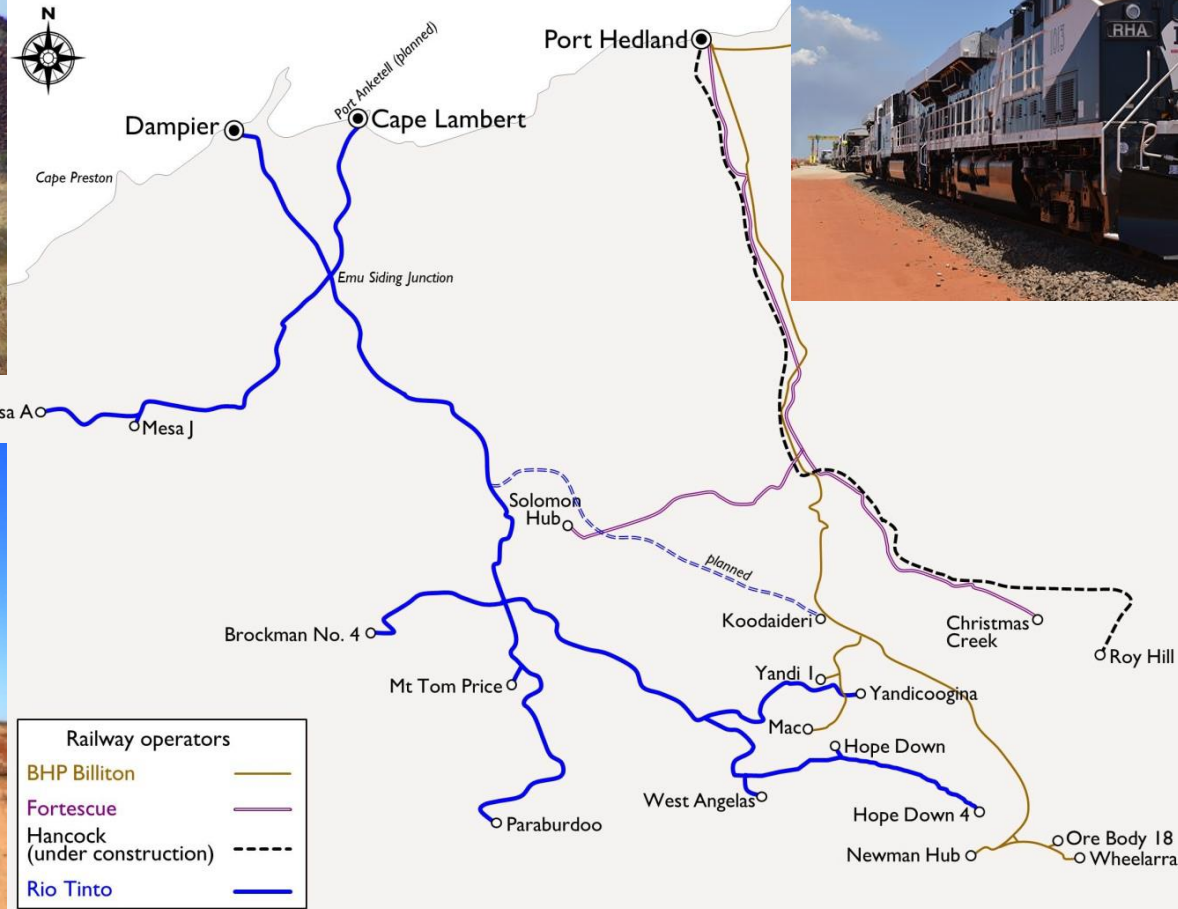 N
Port Hedland
Port Anketell (planned)
Dampier
Cape Lambert
Cape Preston
Emu Siding Junction
RHA
1013
sa A
Mesa J
Solomon
Hub
planned
Brockman No. 4
Koodaideri
Christmas
Creek
Roy Hill
Mt Tom Price
Yandi 1
Yandicoogina
Mac
Hope Down
West Angelas
Hope Down 4
Paraburdoo
Newman Hub
Ore Body 18
Wheelarra
Railway operators
BHP Billiton
Fortescue
Hancock
(under construction)
Rio Tinto